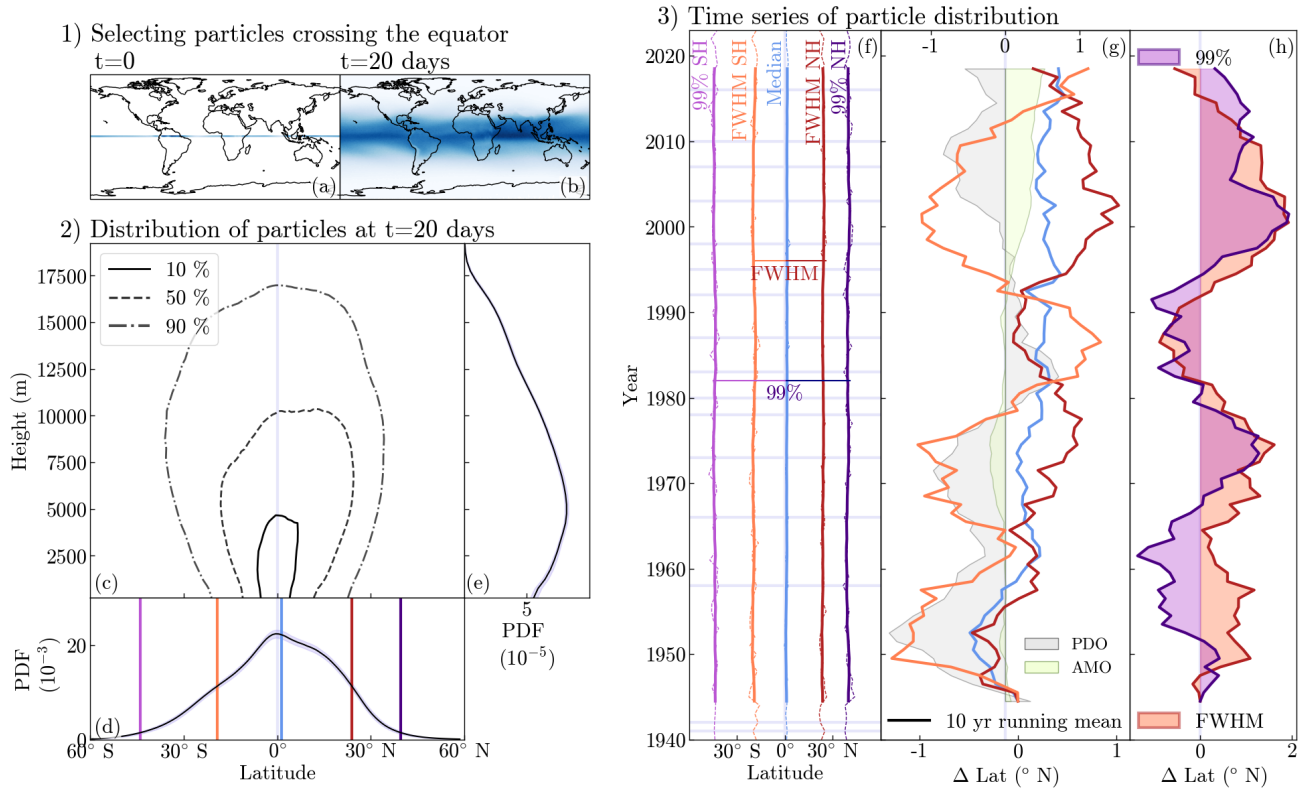 1) Selecting particles crossing the equator
t=0
t=20 days
(a)
(b)
2) Distribution of particles at t=20 days
10 %
50 %
90 %
17500
15000
12500
10000
7500
5000
2500
Height (m)
(c)
(e)
5
PDF
(10⁻⁵)
20
0
PDF
(10⁻³)
(d)
60° S
30° S
0°
30° N
60° N
Latitude
3) Time series of particle distribution
2020
2010
2000
1990
1980
1970
1960
1950
1940
Year
99% SH
FWHM SH
Median
FWHM NH
99% NH
(f)
FWHM
99%
30° S
0°
30° N
Latitude
-1
0
1
(g)
PDO
AMO
10 yr running mean
-1
0
1
Δ Lat (° N)
99%
(h)
FWHM
0
2
Δ Lat (° N)